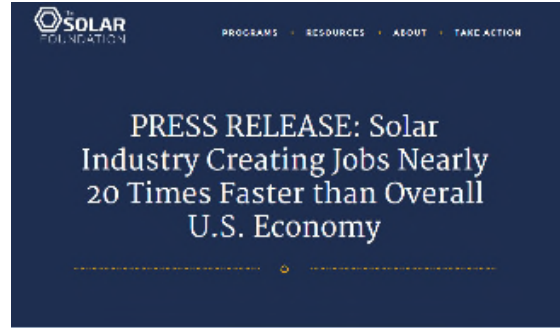 The
SOLAR
FOUNDATION
PROGRAMS RESOURCES ABOUT TAKE ACTION
PRESS RELEASE: Solar
Industry Creating Jobs Nearly
20 Times Faster than Overall
U.S. Economy